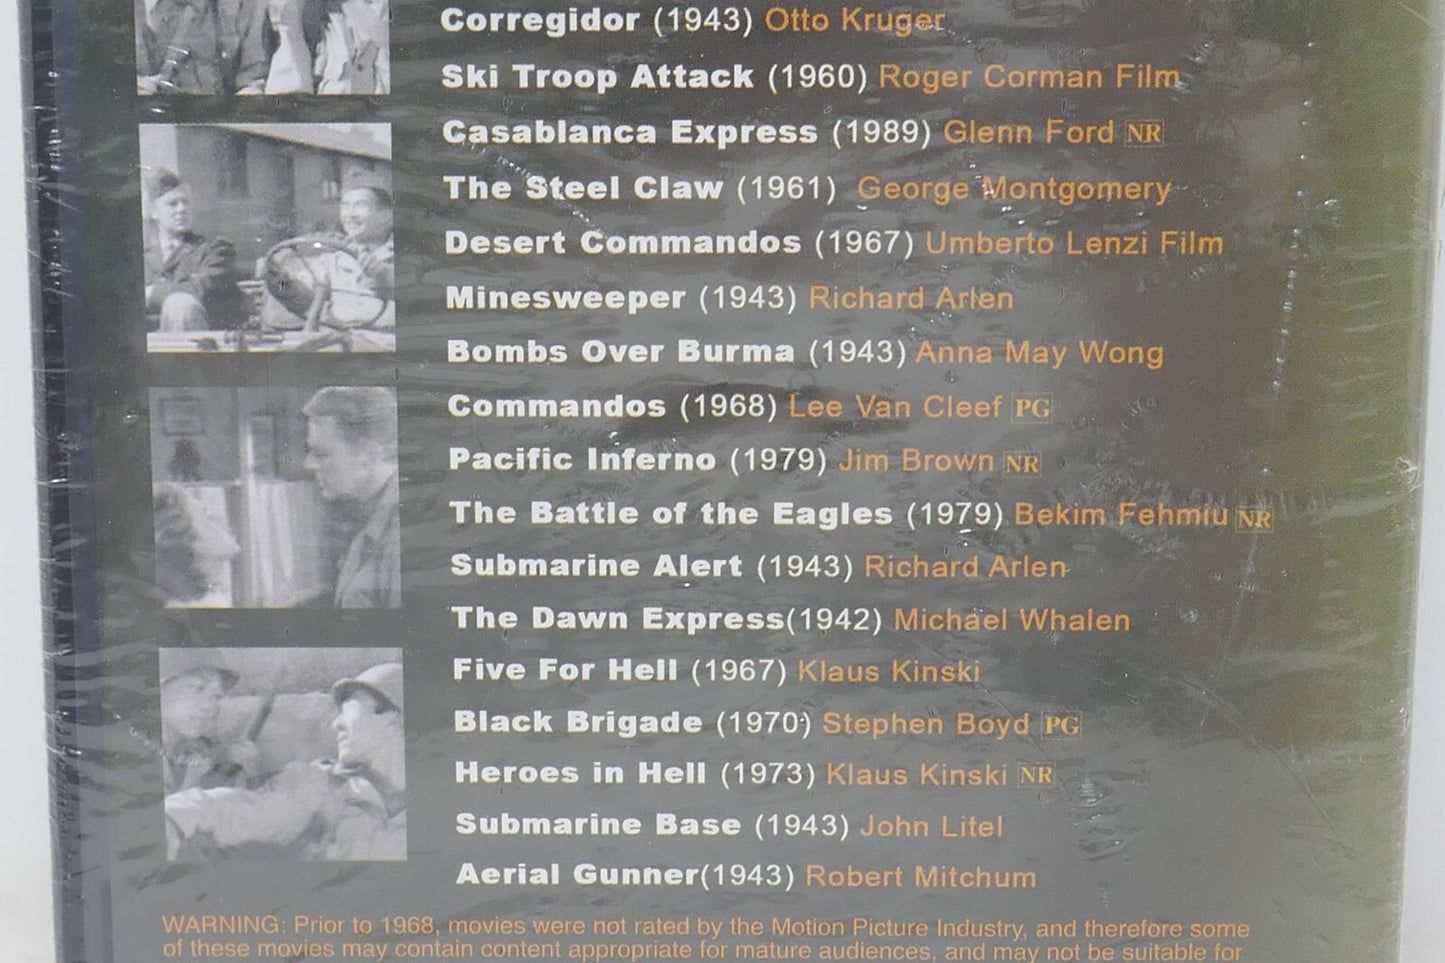 Corregidor (1943) Otto Kruger
Ski Troop Attack (1960) Roger Corman Film
Casablanca Express (1989) Glenn Ford NR
The Steel Claw (1961) George Montgomery
Desert Commandos (1967) Umberto Lenzi Film
Minesweeper (1943) Richard Arlen
Bombs Over Burma (1943) Anna May Wong
Commandos (1968) Lee Van Cleef PG
Pacific Inferno (1979) Jim Brown NR
The Battle of the Eagles (1979) Bekim Fehmiu NR
Submarine Alert (1943) Richard Arlen
The Dawn Express(1942) Michael Whalen
Five For Hell (1967) Klaus Kinski
Black Brigade (1970) Stephen Boyd PG
Heroes in Hell (1973) Klaus Kinski NR
Submarine Base (1943) John Litel
Aerial Gunner(1943) Robert Mitchum
WARNING: Prior to 1968, movies were not rated by the Motion Picture Industry, and therefore some
of these movies may contain content appropriate for mature audiences, and may not be suitable for